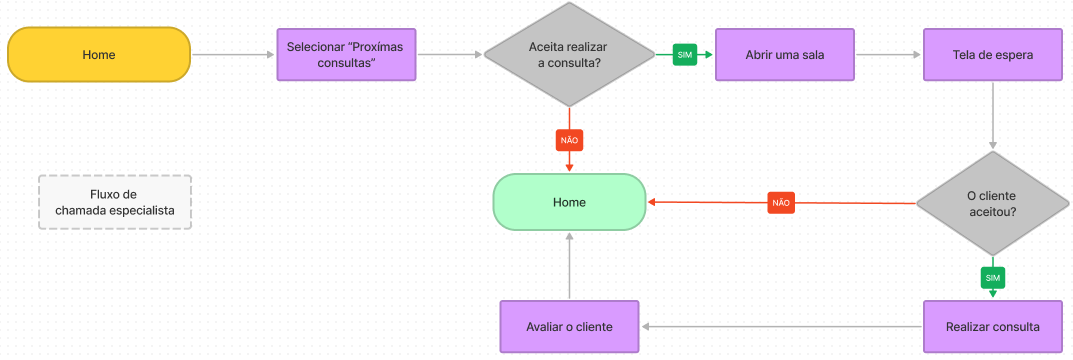 Home
Selecionar “Proxímas
consultas”
Aceita realizar
a consulta?
SIM
Abrir uma sala
Tela de espera
NÃO
Fluxo de
chamada especialista
Home
NÃO
O cliente
aceitou?
SIM
Avaliar o cliente
Realizar consulta